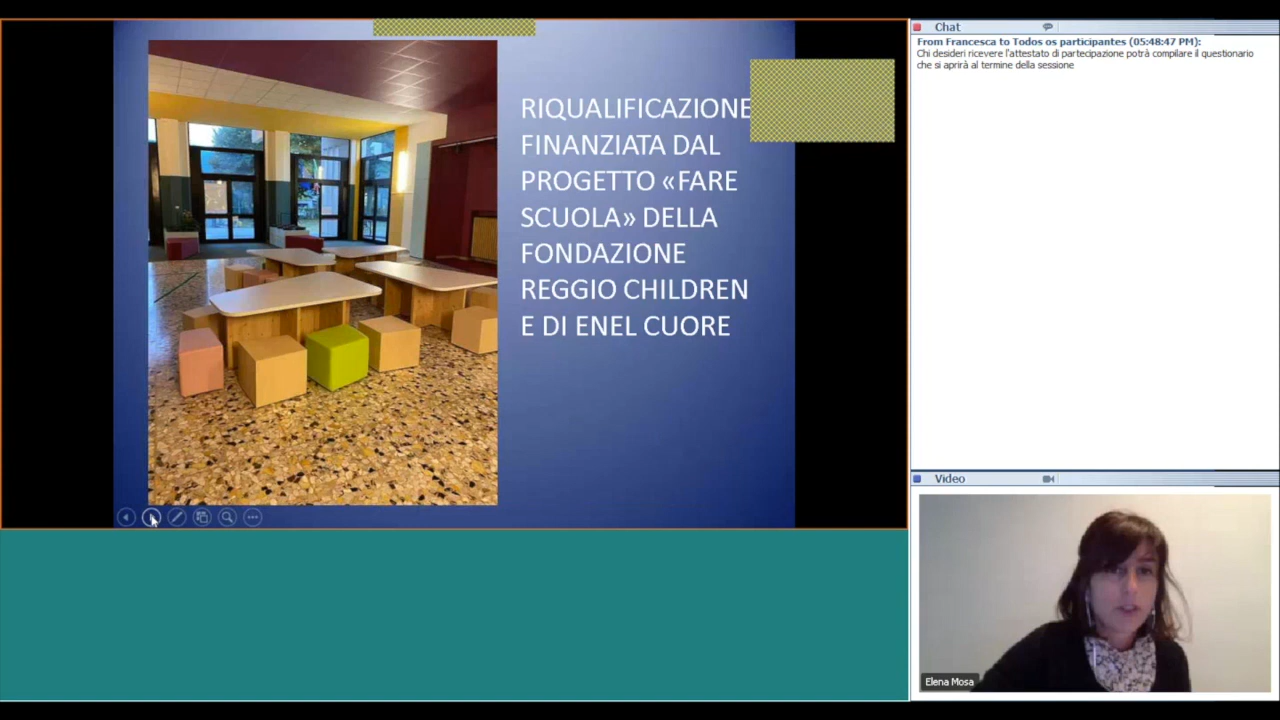 RIQUALIFICAZIONE
FINANZIATA DAL
PROGETTO «FARE
SCUOLA» DELLA
FONDAZIONE
REGGIO CHILDREN
E DI ENEL CUORE
Chat
From Francesca to Todos os participantes (05:48:47 PM):
Chi desideri ricevere l'attestato di partecipazione potrà compilare il questionario
che si aprirà al termine della sessione
Video
Elena Mosa